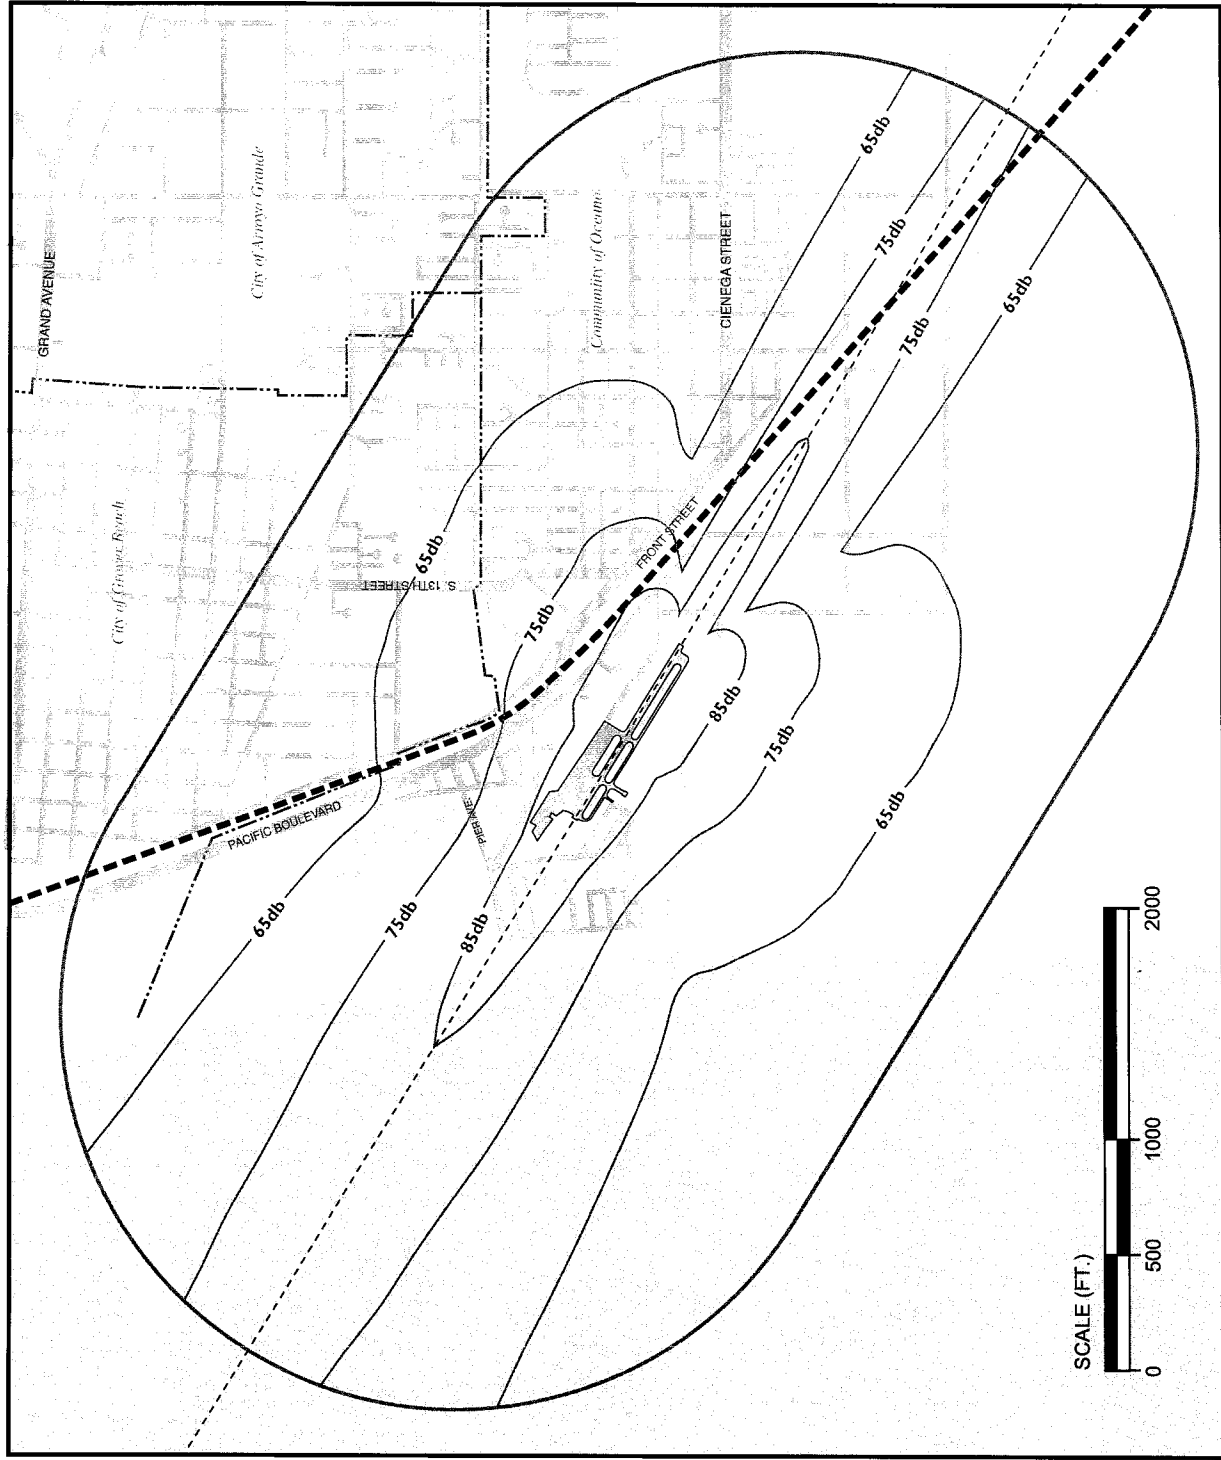 GRAND AVENUE
City of Arroyo Grande
City of Grover Beach
Community of Oceano
CIENEGA STREET
S. 13TH STREET
FRONT STREET
PACIFIC BOULEVARD
PIER AVE.
65db
75db
75db
65db
65db
75db
85db
75db
65db
65db
75db
85db
SCALE (FT.)
0
500
1000
2000